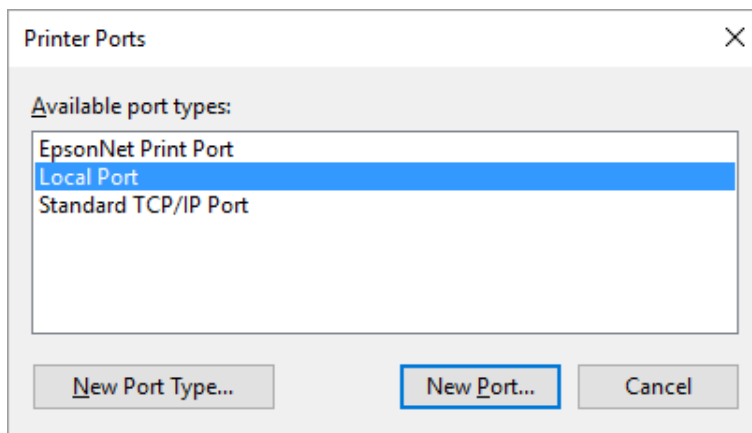 Printer Ports
Available port types:
EpsonNet Print Port
Local Port
Standard TCP/IP Port
New Port Type... New Port... Cancel